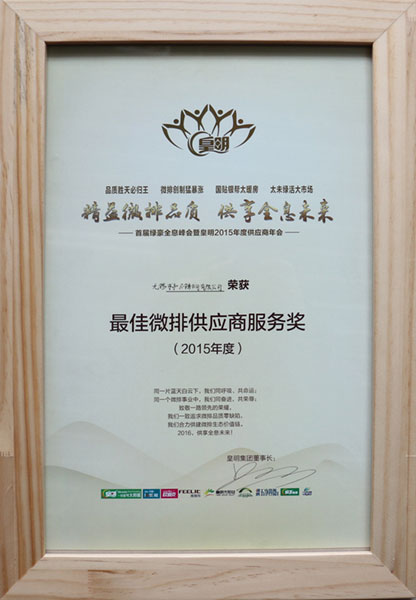 皇明
品质胜天必归王 微排创制猛暴涨 国贴银帮太暖房 太未绿活大市场
精益微排品质 供享全息未来
首届绿豪全息峰会暨皇明2015年度供应商年会
荣获
最佳微排供应商服务奖
（2015年度）
同一片蓝天白云下，我们同呼吸、共命运；
同一个微排事业中，我们同奋进、共荣辱；
致敬一路领先的荣耀，
我们一致追求微排品质零缺陷，
我们合力供建微排生态价值链，
2016，供享全息未来！
皇明集团董事长：